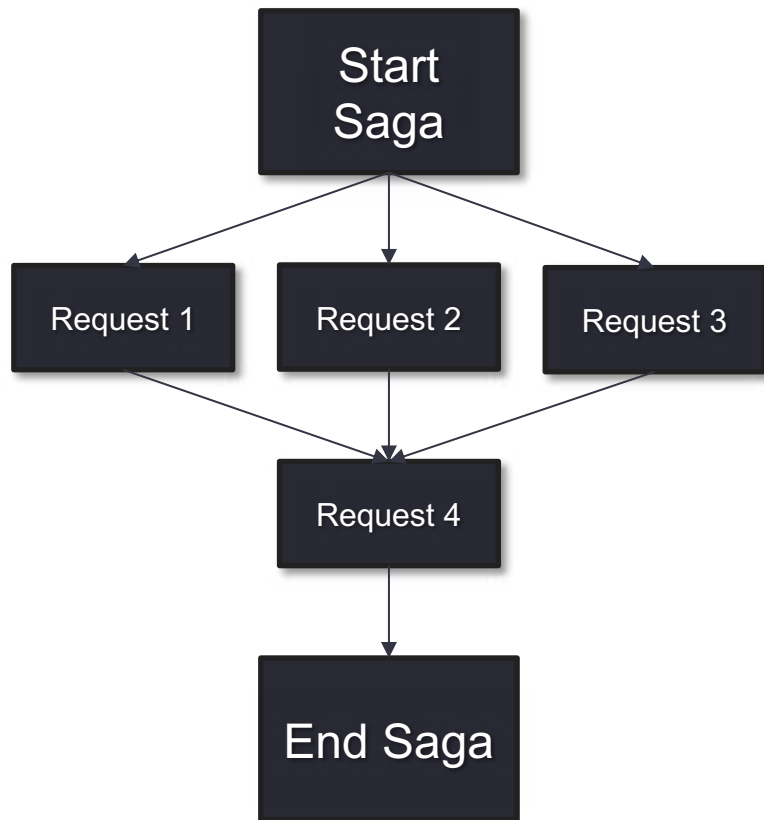 Start
Saga
Request 1
Request 2
Request 3
Request 4
End Saga